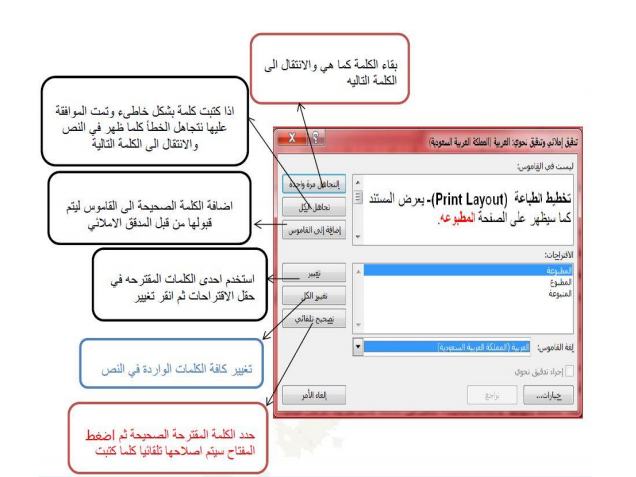 بقاء الكلمة كما هي والانتقال الى
الكلمة التاليه
اذا كتبت كلمة بشكل خاطىء وتمت الموافقة
عليها نتجاهل الخطأ كلما ظهر في النص
والانتقال الى الكلمة التالية
اضافة الكلمة الصحيحة الى القاموس ليتم
قبولها من قبل المدقق الاملائي
استخدم احدى الكلمات المقترحه في
حقل الاقتراحات ثم انقر تغيير
تغيير كافة الكلمات الواردة في النص
حدد الكلمة المقترحة الصحيحة ثم اضغط
المفتاح سيتم اصلاحها تلقائيا كلما كتبت
تدقيق إملائي وتدقيق نحوي: العربية (المملكة العربية السعودية)
ليست في القاموس:
تخطيط الطباعة (Print Layout)- يعرض المستند
كما سيظهر على الصفحة المطبوعه.
التجاهل مرة واحدة
تجاهل الكل
إضافة إلى القاموس
الاقتراحات:
المطبوعة
المطبوع
المتبوعة
تغيير
تغيير الكل
تصحيح تلقائي
لغة القاموس: العربية (المملكة العربية السعودية)
إجراء تدقيق نحوي
خيارات...
تراجع
إلغاء الأمر